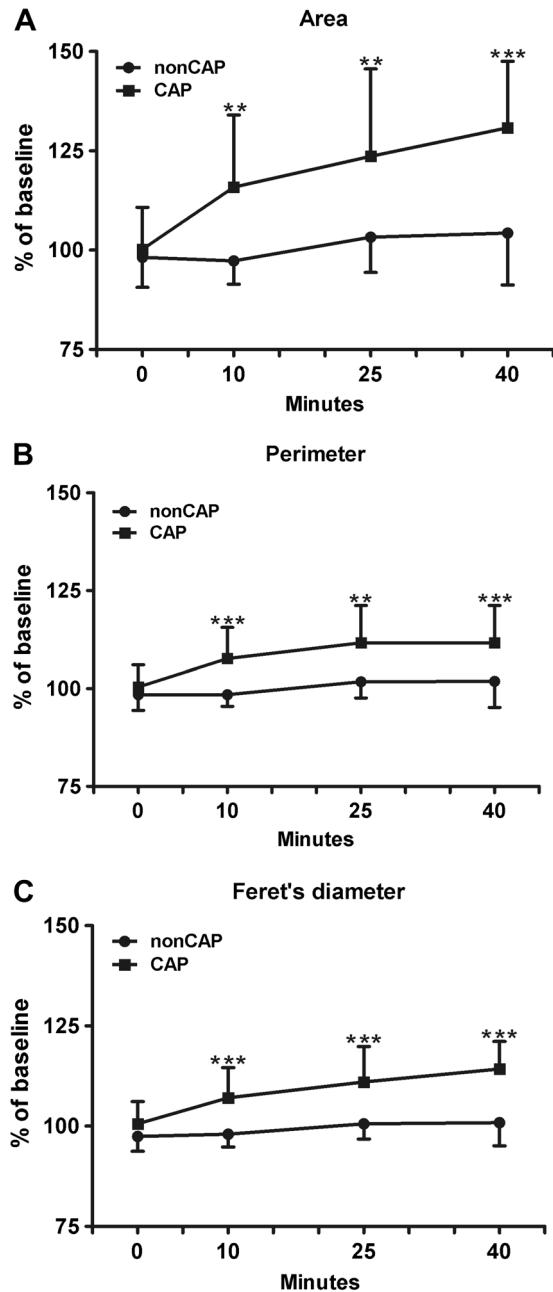 A
Area
150
nonCAP
CAP
**
**
***
125
100
75
% of baseline
0 10 25 40
Minutes
B
Perimeter
150
nonCAP
CAP
***
**
***
125
100
75
% of baseline
0 10 25 40
Minutes
C
Feret's diameter
150
nonCAP
CAP
***
***
***
125
100
75
% of baseline
0 10 25 40
Minutes